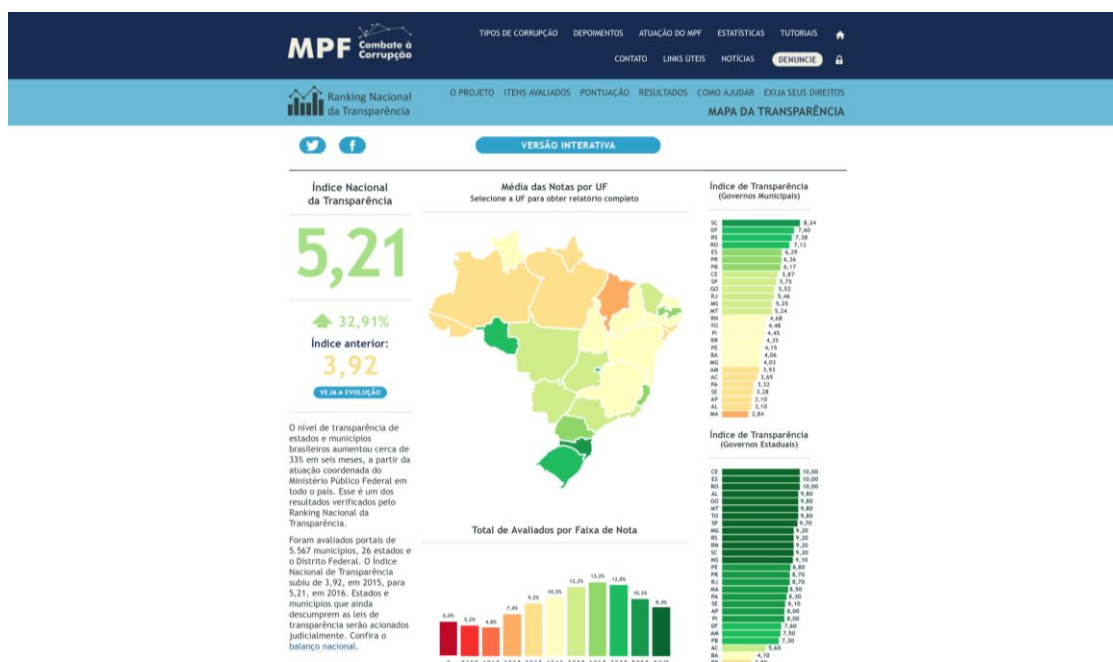 MPF Combate à Corrupção
TIPOS DE CORRUPÇÃO DEPOIMENTOS ATUAÇÃO DO MPF ESTATÍSTICAS TUTORIAIS
CONTATO LINKS ÚTEIS NOTÍCIAS DENUNCIE
Ranking Nacional
da Transparência
O PROJETO ITENS AVALIADOS PONTUAÇÃO RESULTADOS COMO AJUDAR EXIJA SEUS DIREITOS
MAPA DA TRANSPARÊNCIA
VERSÃO INTERATIVA
Índice Nacional
da Transparência
5,21
32,91%
Índice anterior:
3,92
VEJA A EVOLUÇÃO
O nível de transparência de
estados e municípios
brasileiros aumentou cerca de
33% em seis meses, a partir da
atuação coordenada do
Ministério Público Federal em
todo o país. Esse é um dos
resultados verificados pelo
Ranking Nacional da
Transparência.
Foram avaliados portais de
5.567 municípios, 26 estados e
o Distrito Federal. O Índice
Nacional de Transparência
subiu de 3,92, em 2015, para
5,21, em 2016. Estados e
municípios que ainda
descumprem as leis de
transparência serão acionados
judicialmente. Confira o
balanço nacional.
Média das Notas por UF
Selecione a UF para obter relatório completo
Total de Avaliados por Faixa de Nota
4,0% 5,2% 4,8% 7,4% 9,3% 10,5% 12,2% 13,2% 12,8% 10,3% 8,4%
Índice de Transparência
(Governos Municipais)
SC 8,24
DF 7,60
RS 7,38
RO 7,12
ES 6,29
PR 6,26
PB 6,17
CE 5,87
SP 5,75
GO 5,52
RJ 5,46
MS 5,25
MT 5,24
RN 4,68
TO 4,48
PI 4,45
RR 4,35
PE 4,15
BA 4,06
MG 4,03
AM 3,93
AC 3,69
PA 3,32
SE 3,28
AP 3,10
AL 3,10
MA 2,84
Índice de Transparência
(Governos Estaduais)
CE 10,00
ES 10,00
RO 10,00
AL 9,80
GO 9,80
MT 9,80
TO 9,80
SP 9,70
MG 9,20
RS 9,20
RN 9,20
SC 9,20
MS 9,10
PE 8,80
PR 8,70
RJ 8,70
MA 8,50
PA 8,30
SE 8,10
AP 8,00
PI 8,00
DF 7,60
AM 7,50
PB 7,30
AC 5,60
BA 4,10